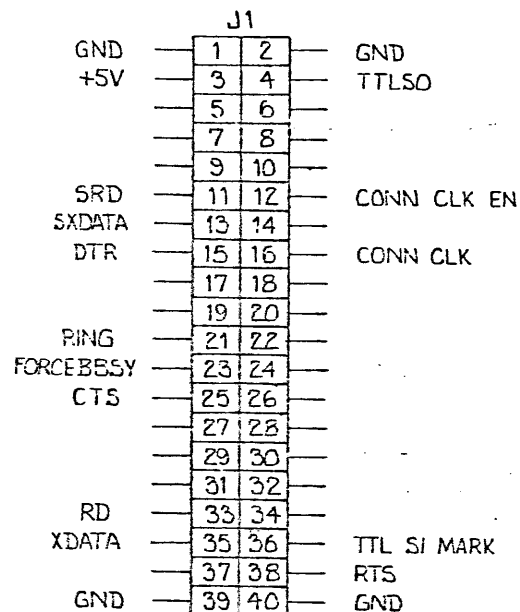 J1
GND 1 2 GND
+5V 3 4 TTLSO
5 6
7 8
9 10
SRD 11 12 CONN CLK EN
SXDATA 13 14
DTR 15 16 CONN CLK
17 18
19 20
RING 21 22
FORCEBBSY 23 24
CTS 25 26
27 28
29 30
31 32
RD 33 34
XDATA 35 36 TTL SI MARK
37 38 RTS
GND 39 40 GND